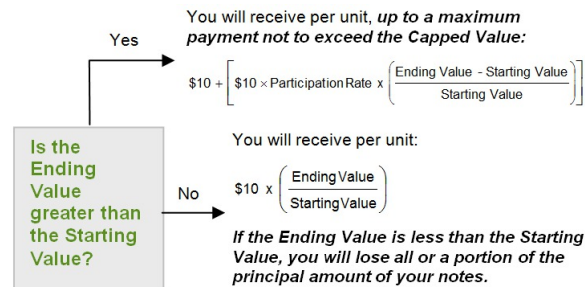 You will receive per unit, up to a maximum
payment not to exceed the Capped Value:
Yes
$10 + [ $10 × Participation Rate x ( Ending Value - Starting Value / Starting Value ) ]
Is the
Ending
Value
greater than
the Starting
Value?
You will receive per unit:
No
$10 x ( Ending Value / Starting Value )
If the Ending Value is less than the Starting
Value, you will lose all or a portion of the
principal amount of your notes.